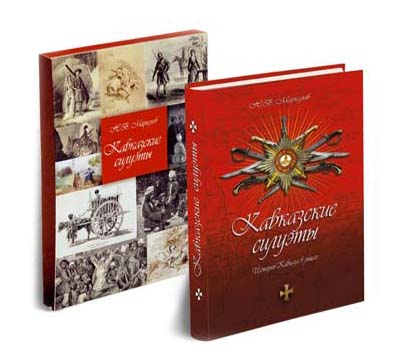 Н.В. Маркелов
Кавказские
силуэты
Кавказские силуэты
Н.В. Маркелов
Кавказские
силуэты
История Кавказа в лицах